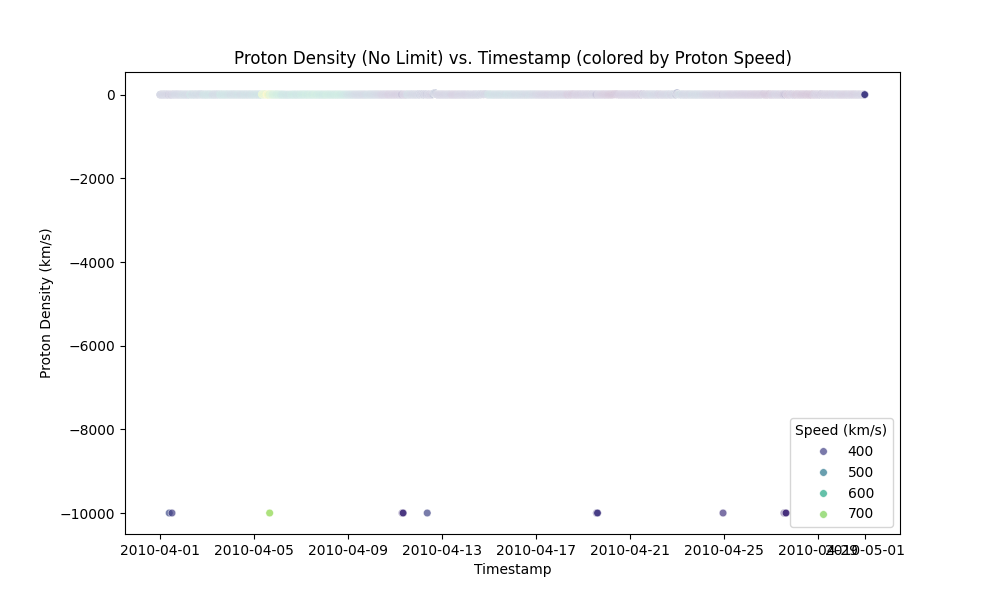 Proton Density (No Limit) vs. Timestamp (colored by Proton Speed)
Proton Density (km/s)
0
−2000
−4000
−6000
−8000
−10000
Speed (km/s)
400
500
600
700
2010-04-01 2010-04-05 2010-04-09 2010-04-13 2010-04-17 2010-04-21 2010-04-25 2010-04-29 2010-05-01
Timestamp